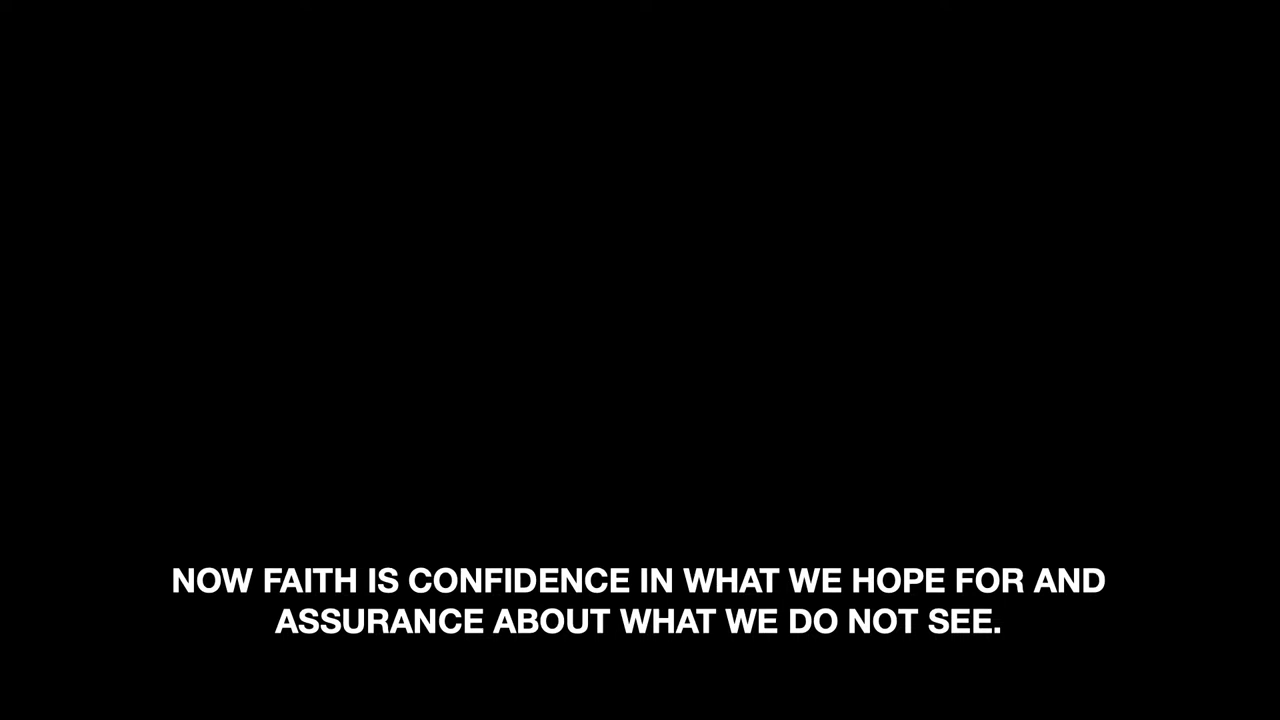 NOW FAITH IS CONFIDENCE IN WHAT WE HOPE FOR AND
ASSURANCE ABOUT WHAT WE DO NOT SEE.